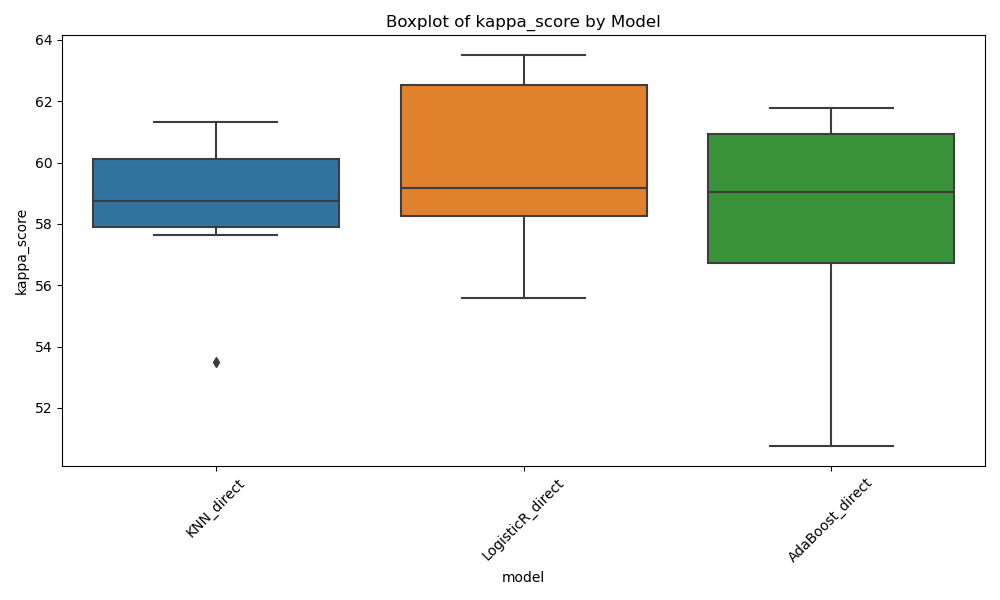 Boxplot of kappa_score by Model
kappa_score
64
62
60
58
56
54
52
KNN_direct
LogisticR_direct
AdaBoost_direct
model